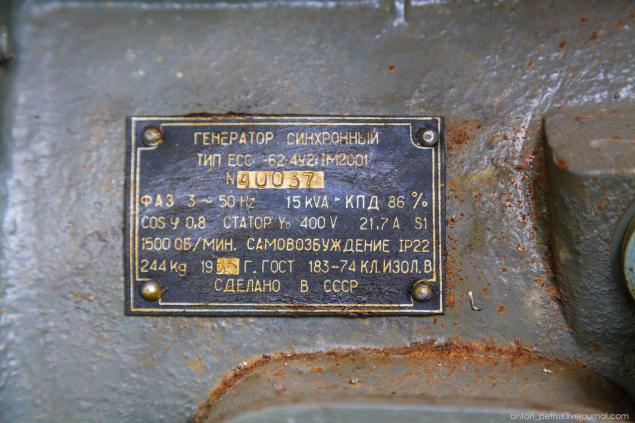 ГЕНЕРАТОР СИНХРОННЫЙ
ТИП ЕСС -62-4У2 IM2001
N 40037
ФАЗ 3 ~ 50 Hz 15 KVA - КПД 86 %
COS φ 0,8 СТАТОР Y₀ 400 V 21,7 A S1
1500 ОБ/МИН. САМОВОЗБУЖДЕНИЕ IP22
244 Kg 19 Г. ГОСТ 183-74 КЛ.ИЗОЛ. В
СДЕЛАНО В СССР
anton_petrus.livejournal.com